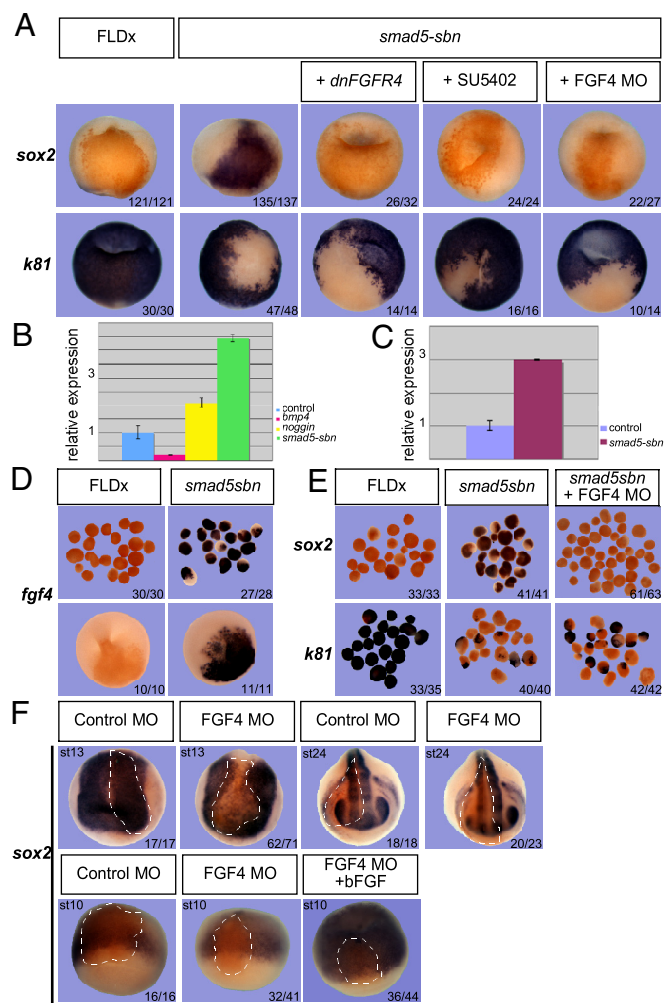 A
FLDx
smad5-sbn
+ dnFGFR4
+ SU5402
+ FGF4 MO
sox2
121/121
135/137
26/32
24/24
22/27
k81
30/30
47/48
14/14
16/16
10/14
B
relative expression
3
1
control
bmp4
noggin
smad5-sbn
C
relative expression
3
1
control
smad5-sbn
D
FLDx
smad5sbn
fgf4
30/30
27/28
10/10
11/11
E
FLDx
smad5sbn
smad5sbn
+ FGF4 MO
sox2
33/33
41/41
61/63
k81
33/35
40/40
42/42
F
Control MO
FGF4 MO
Control MO
FGF4 MO
st13
st13
st24
st24
17/17
62/71
18/18
20/23
sox2
Control MO
FGF4 MO
FGF4 MO
+bFGF
st10
st10
st10
16/16
32/41
36/44